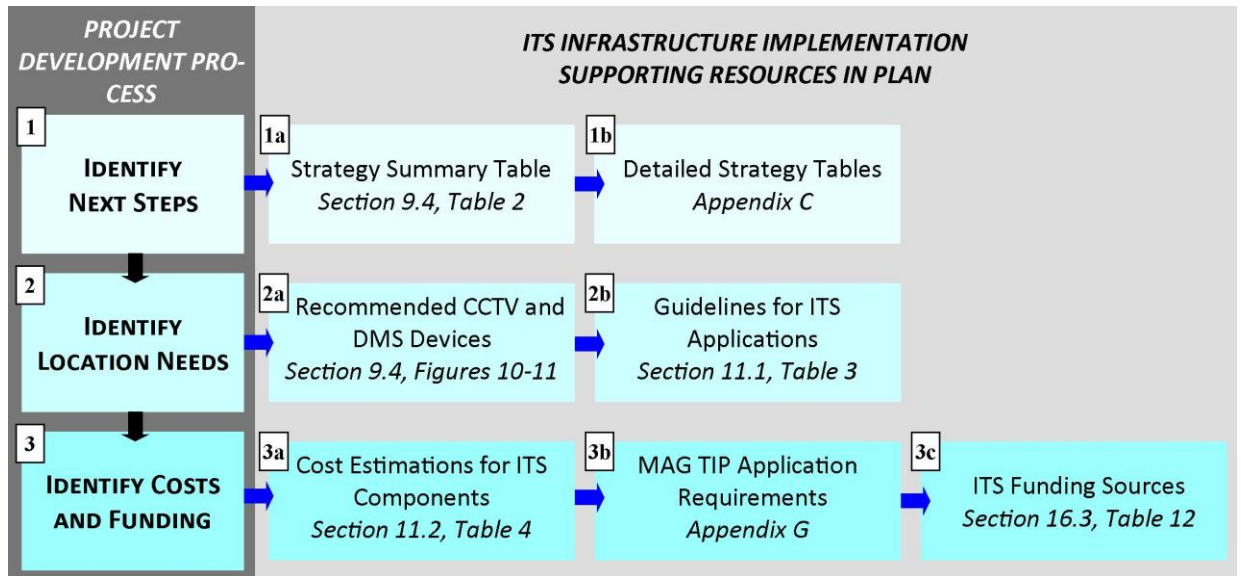 PROJECT
DEVELOPMENT PRO-
CESS
ITS INFRASTRUCTURE IMPLEMENTATION
SUPPORTING RESOURCES IN PLAN
1
IDENTIFY
NEXT STEPS
1a
Strategy Summary Table
Section 9.4, Table 2
1b
Detailed Strategy Tables
Appendix C
2
IDENTIFY
LOCATION NEEDS
2a
Recommended CCTV and
DMS Devices
Section 9.4, Figures 10-11
2b
Guidelines for ITS
Applications
Section 11.1, Table 3
3
IDENTIFY COSTS
AND FUNDING
3a
Cost Estimations for ITS
Components
Section 11.2, Table 4
3b
MAG TIP Application
Requirements
Appendix G
3c
ITS Funding Sources
Section 16.3, Table 12